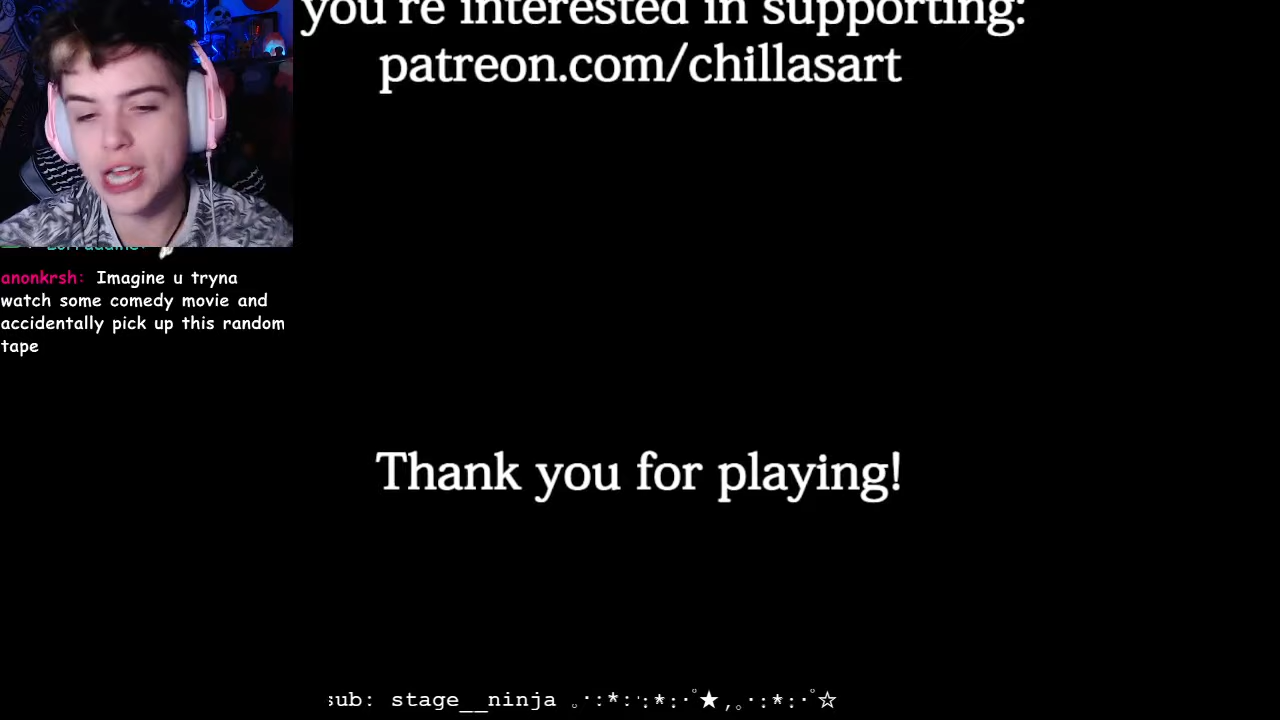 you're interested in supporting:
patreon.com/chillasart
anonkrsh: Imagine u tryna
watch some comedy movie and
accidentally pick up this random
tape
Thank you for playing!
sub: stage__ninja 。･:*:･ﾟ:*:･ﾟ★,。･:*:･ﾟ☆